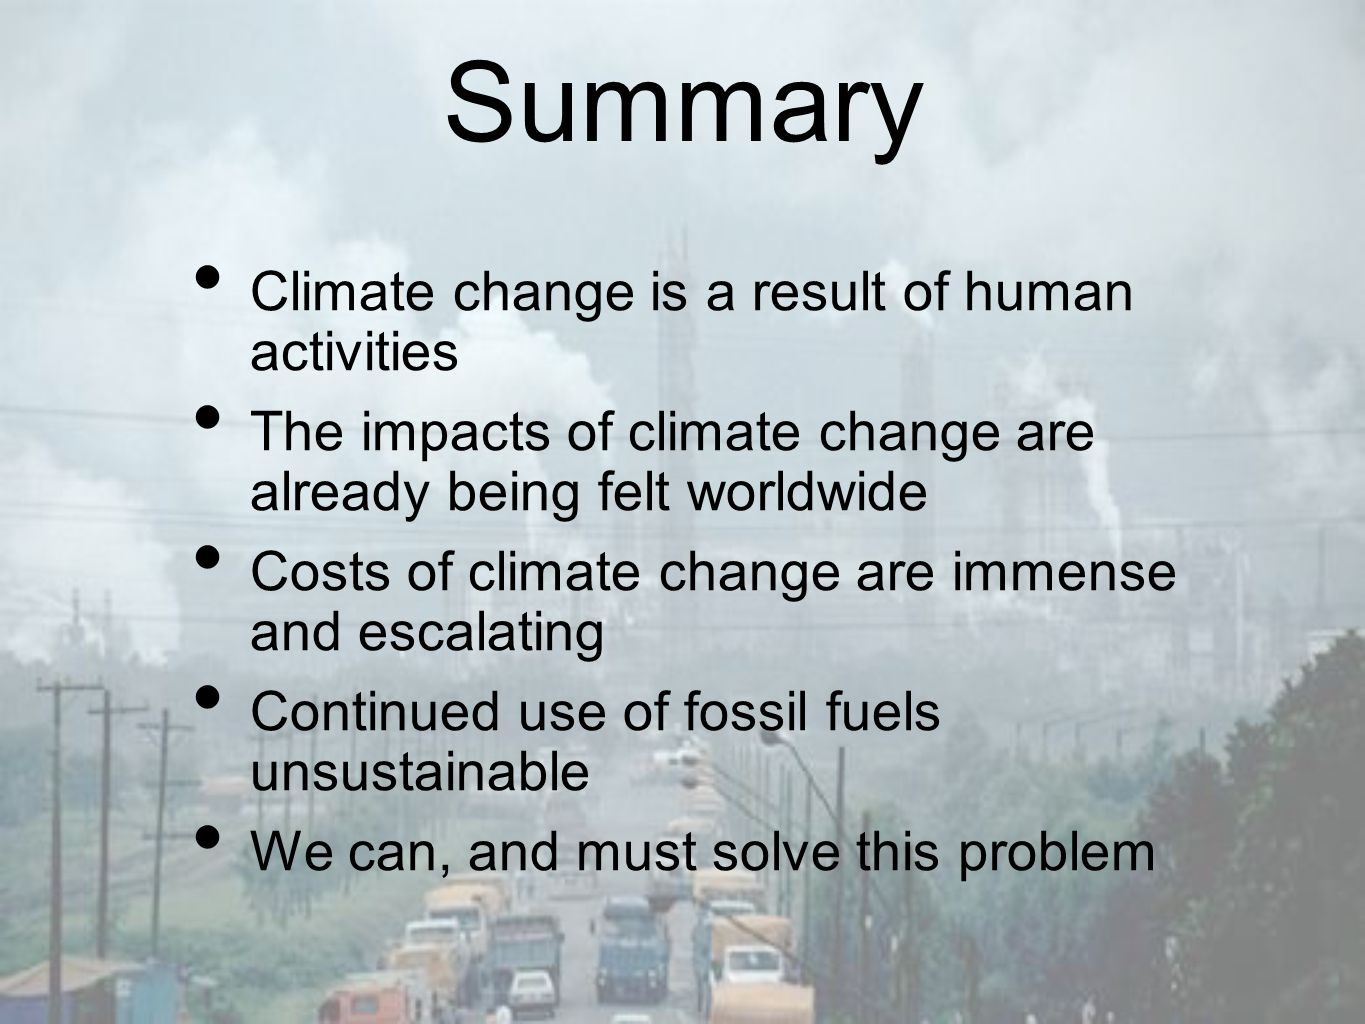 Summary
• Climate change is a result of human
activities
• The impacts of climate change are
already being felt worldwide
• Costs of climate change are immense
and escalating
• Continued use of fossil fuels
unsustainable
• We can, and must solve this problem